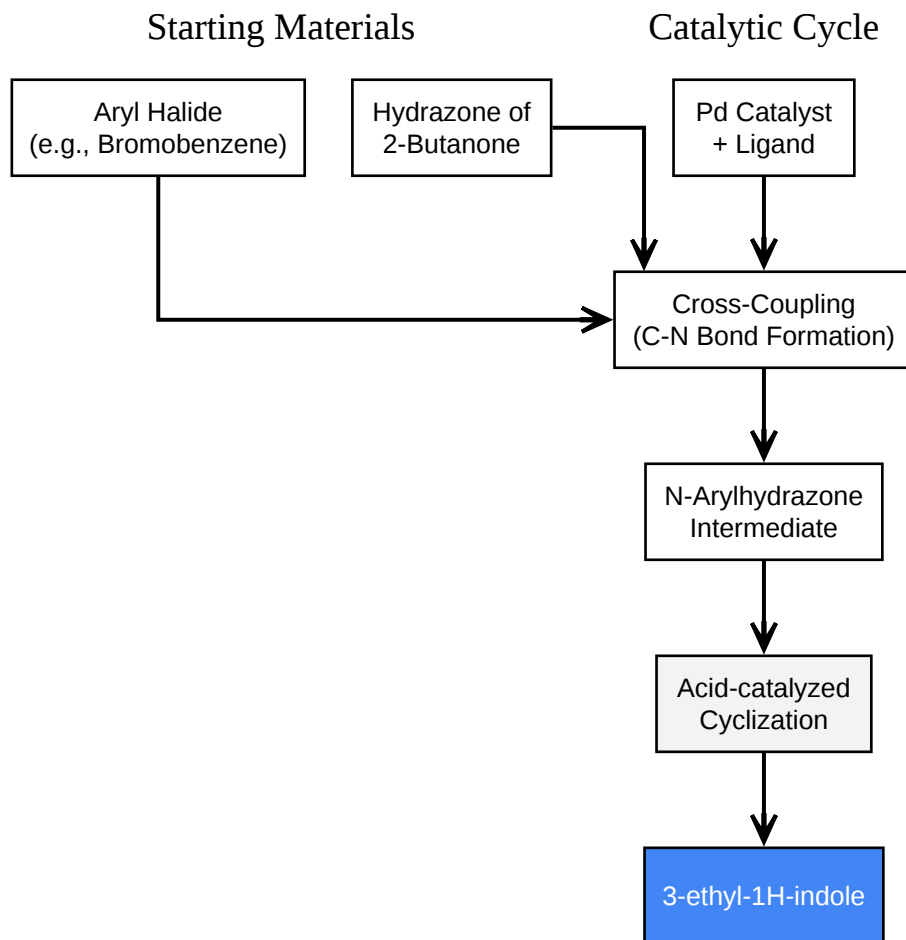 Starting Materials
Catalytic Cycle
Aryl Halide
(e.g., Bromobenzene)
Hydrazone of
2-Butanone
Pd Catalyst
+ Ligand
Cross-Coupling
(C-N Bond Formation)
N-Arylhydrazone
Intermediate
Acid-catalyzed
Cyclization
3-ethyl-1H-indole